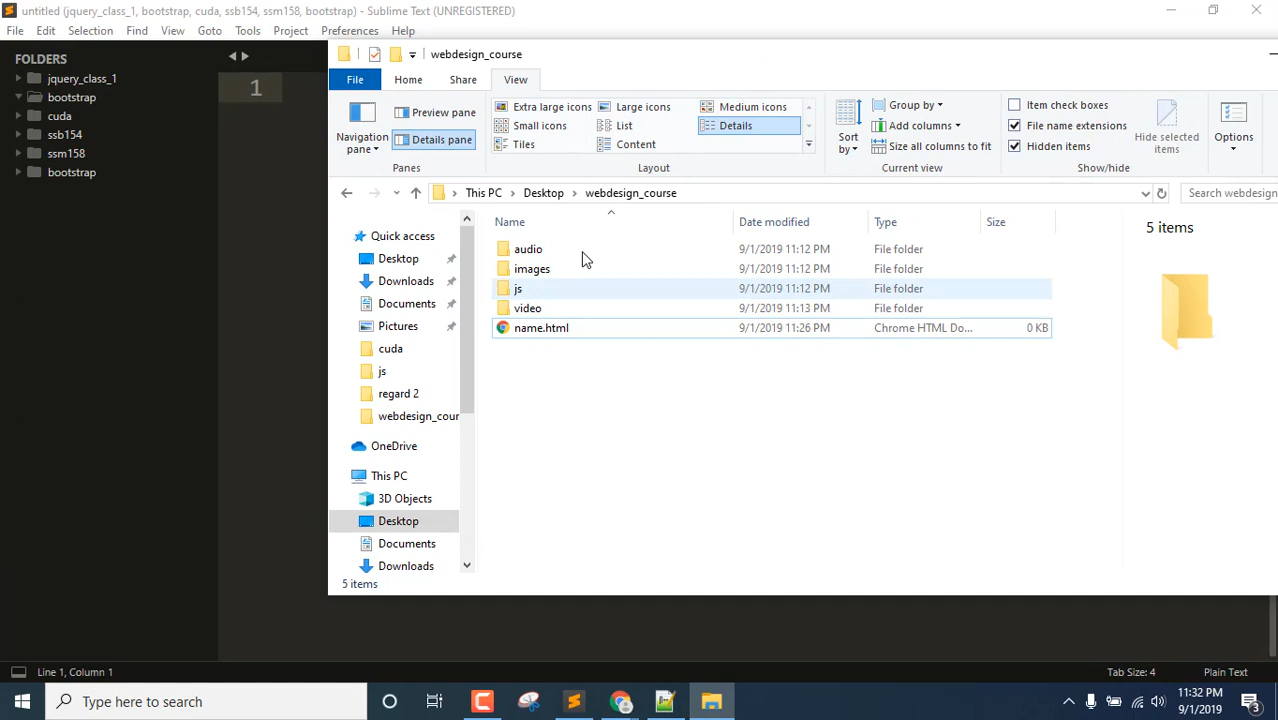 untitled (jquery_class_1, bootstrap, cuda, ssb154, ssm158, bootstrap) - Sublime Text (UNREGISTERED)
File Edit Selection Find View Goto Tools Project Preferences Help
FOLDERS
jquery_class_1
bootstrap
cuda
ssb154
ssm158
bootstrap
1
webdesign_course
File Home Share View
Navigation pane
Preview pane
Details pane
Panes
Extra large icons Large icons Medium icons
Small icons List Details
Tiles Content
Layout
Sort by
Group by
Add columns
Size all columns to fit
Current view
Item check boxes
File name extensions
Hidden items
Hide selected items
Show/hide
Options
This PC Desktop webdesign_course
Search webdesign
Quick access
Desktop
Downloads
Documents
Pictures
cuda
js
regard 2
webdesign_cour
OneDrive
This PC
3D Objects
Desktop
Documents
Downloads
Name Date modified Type Size
audio 9/1/2019 11:12 PM File folder
images 9/1/2019 11:12 PM File folder
js 9/1/2019 11:12 PM File folder
video 9/1/2019 11:13 PM File folder
name.html 9/1/2019 11:26 PM Chrome HTML Do... 0 KB
5 items
5 items
Line 1, Column 1
Tab Size: 4 Plain Text
Type here to search
11:32 PM
9/1/2019
3